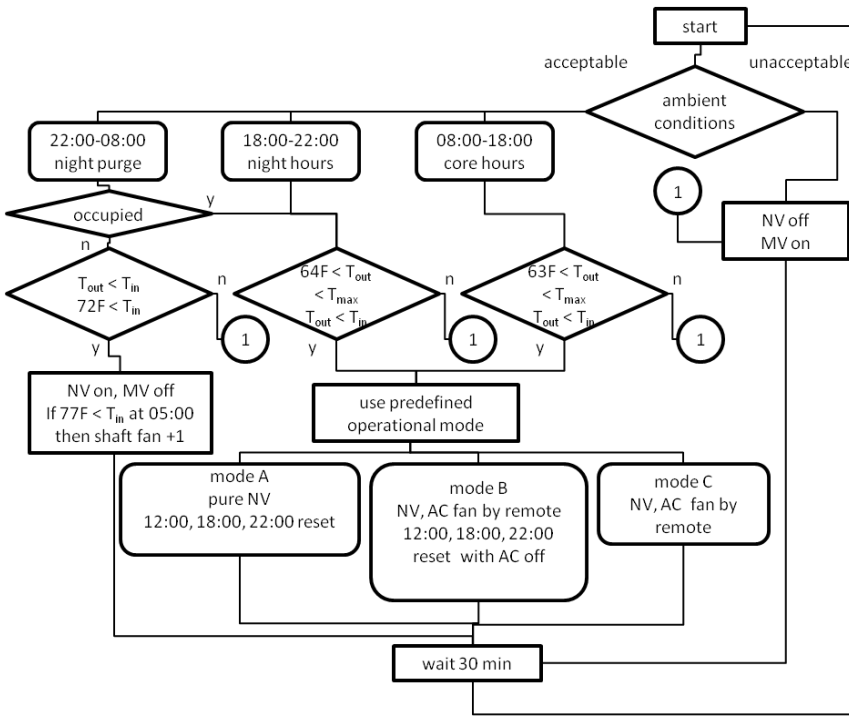 start
acceptable
unacceptable
ambient
conditions
22:00-08:00
night purge
18:00-22:00
night hours
08:00-18:00
core hours
1
occupied
y
n
NV off
MV on
Tout < Tin
72F < Tin
n
y
1
64F < Tout
< Tmax
Tout < Tin
n
y
1
63F < Tout
< Tmax
Tout < Tin
n
y
1
NV on, MV off
If 77F < Tin at 05:00
then shaft fan +1
use predefined
operational mode
mode A
pure NV
12:00, 18:00, 22:00 reset
mode B
NV, AC fan by remote
12:00, 18:00, 22:00
reset with AC off
mode C
NV, AC fan by
remote
wait 30 min